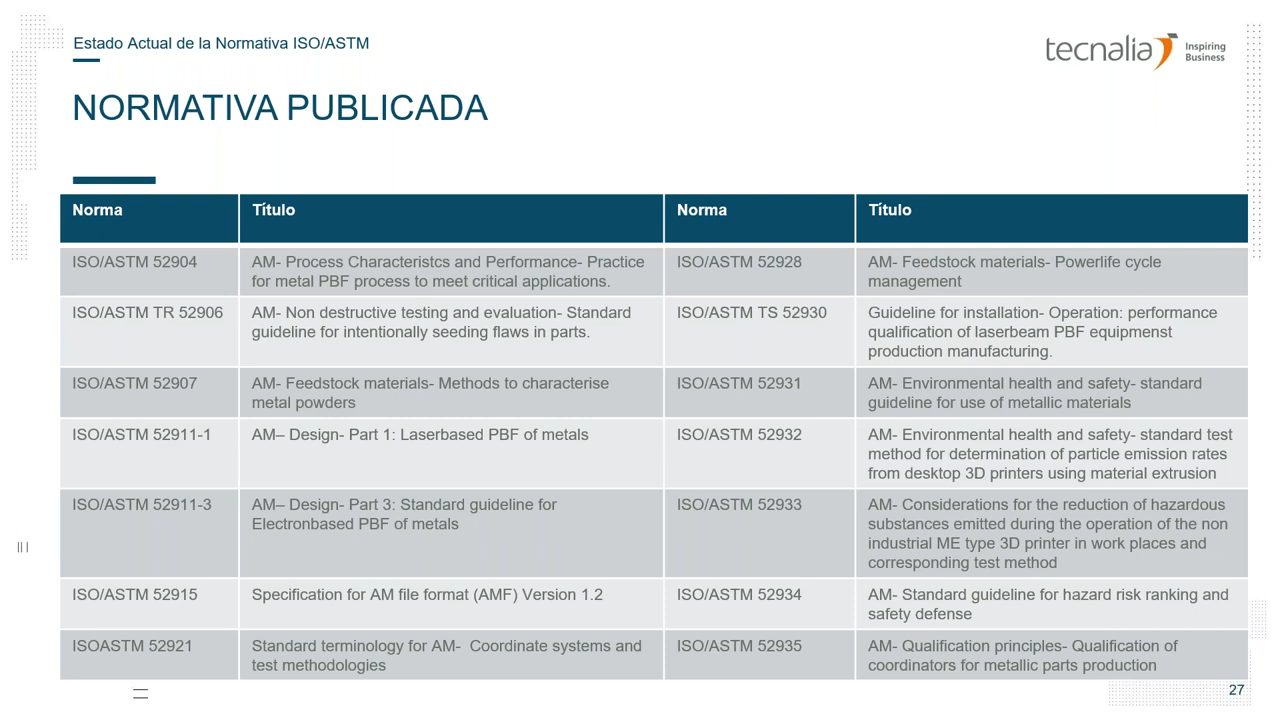 Estado Actual de la Normativa ISO/ASTM
tecnalia Inspiring
Business
NORMATIVA PUBLICADA
Norma
Título
Norma
Título
ISO/ASTM 52904
AM- Process Characteristcs and Performance- Practice
for metal PBF process to meet critical applications.
ISO/ASTM 52928
AM- Feedstock materials- Powerlife cycle
management
ISO/ASTM TR 52906
AM- Non destructive testing and evaluation- Standard
guideline for intentionally seeding flaws in parts.
ISO/ASTM TS 52930
Guideline for installation- Operation: performance
qualification of laserbeam PBF equipmenst
production manufacturing.
ISO/ASTM 52907
AM- Feedstock materials- Methods to characterise
metal powders
ISO/ASTM 52931
AM- Environmental health and safety- standard
guideline for use of metallic materials
ISO/ASTM 52911-1
AM– Design- Part 1: Laserbased PBF of metals
ISO/ASTM 52932
AM- Environmental health and safety- standard test
method for determination of particle emission rates
from desktop 3D printers using material extrusion
ISO/ASTM 52911-3
AM– Design- Part 3: Standard guideline for
Electronbased PBF of metals
ISO/ASTM 52933
AM- Considerations for the reduction of hazardous
substances emitted during the operation of the non
industrial ME type 3D printer in work places and
corresponding test method
ISO/ASTM 52915
Specification for AM file format (AMF) Version 1.2
ISO/ASTM 52934
AM- Standard guideline for hazard risk ranking and
safety defense
ISOASTM 52921
Standard terminology for AM- Coordinate systems and
test methodologies
ISO/ASTM 52935
AM- Qualification principles- Qualification of
coordinators for metallic parts production
27